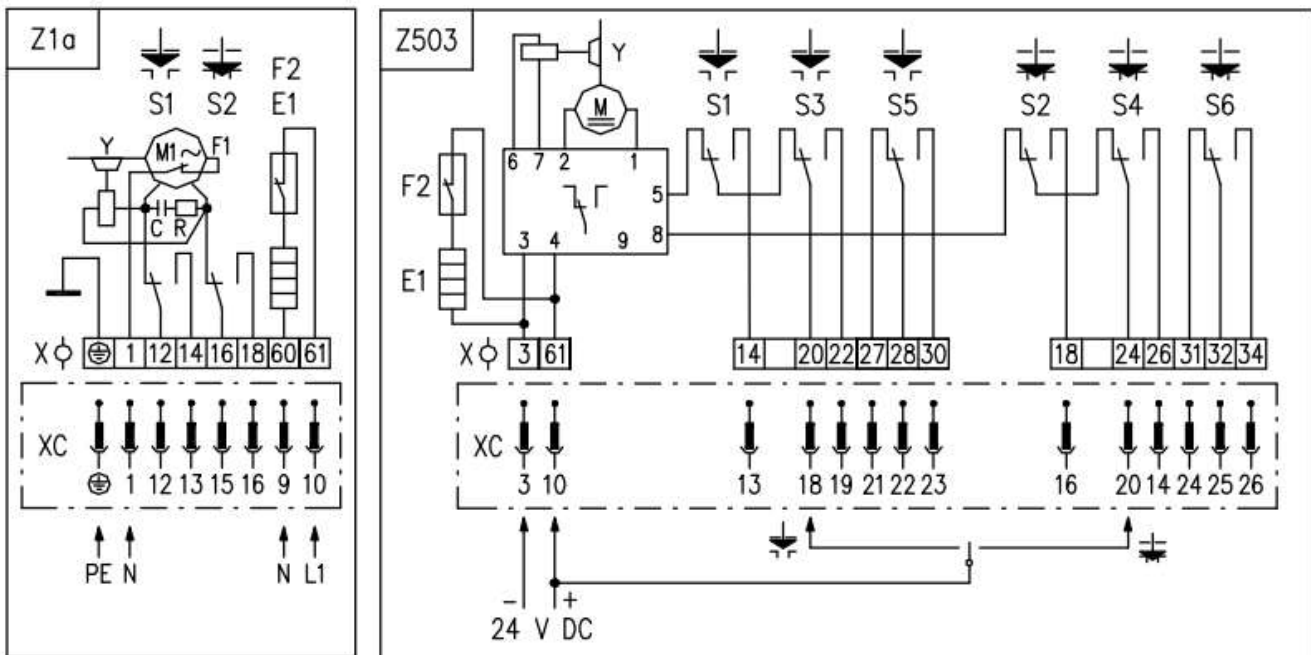 Z1a
S1 S2 F2
E1
Y M1 ~ F1
C R
X 1 12 14 16 18 60 61
XC
1 12 13 15 16 9 10
PE N N L1
Z503
Y
M
S1 S3 S5 S2 S4 S6
6 7 2 1
F2
5
8
3 4 9
E1
X 3 61 14 20 22 27 28 30 18 24 26 31 32 34
XC
3 10 13 18 19 21 22 23 16 20 14 24 25 26
- +
24 V DC